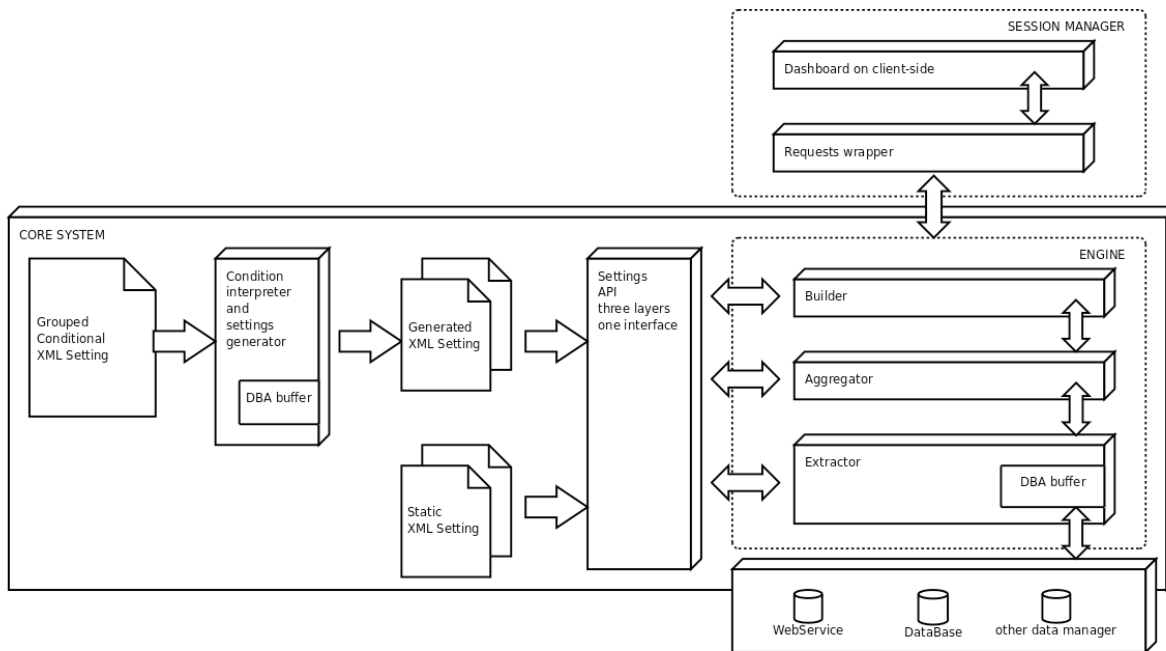 SESSION MANAGER
Dashboard on client-side
Requests wrapper
CORE SYSTEM
Grouped
Conditional
XML Setting
Condition
interpreter
and
settings
generator
DBA buffer
Generated
XML Setting
Static
XML Setting
Settings
API
three layers
one interface
ENGINE
Builder
Aggregator
Extractor
DBA buffer
WebService
DataBase
other data manager